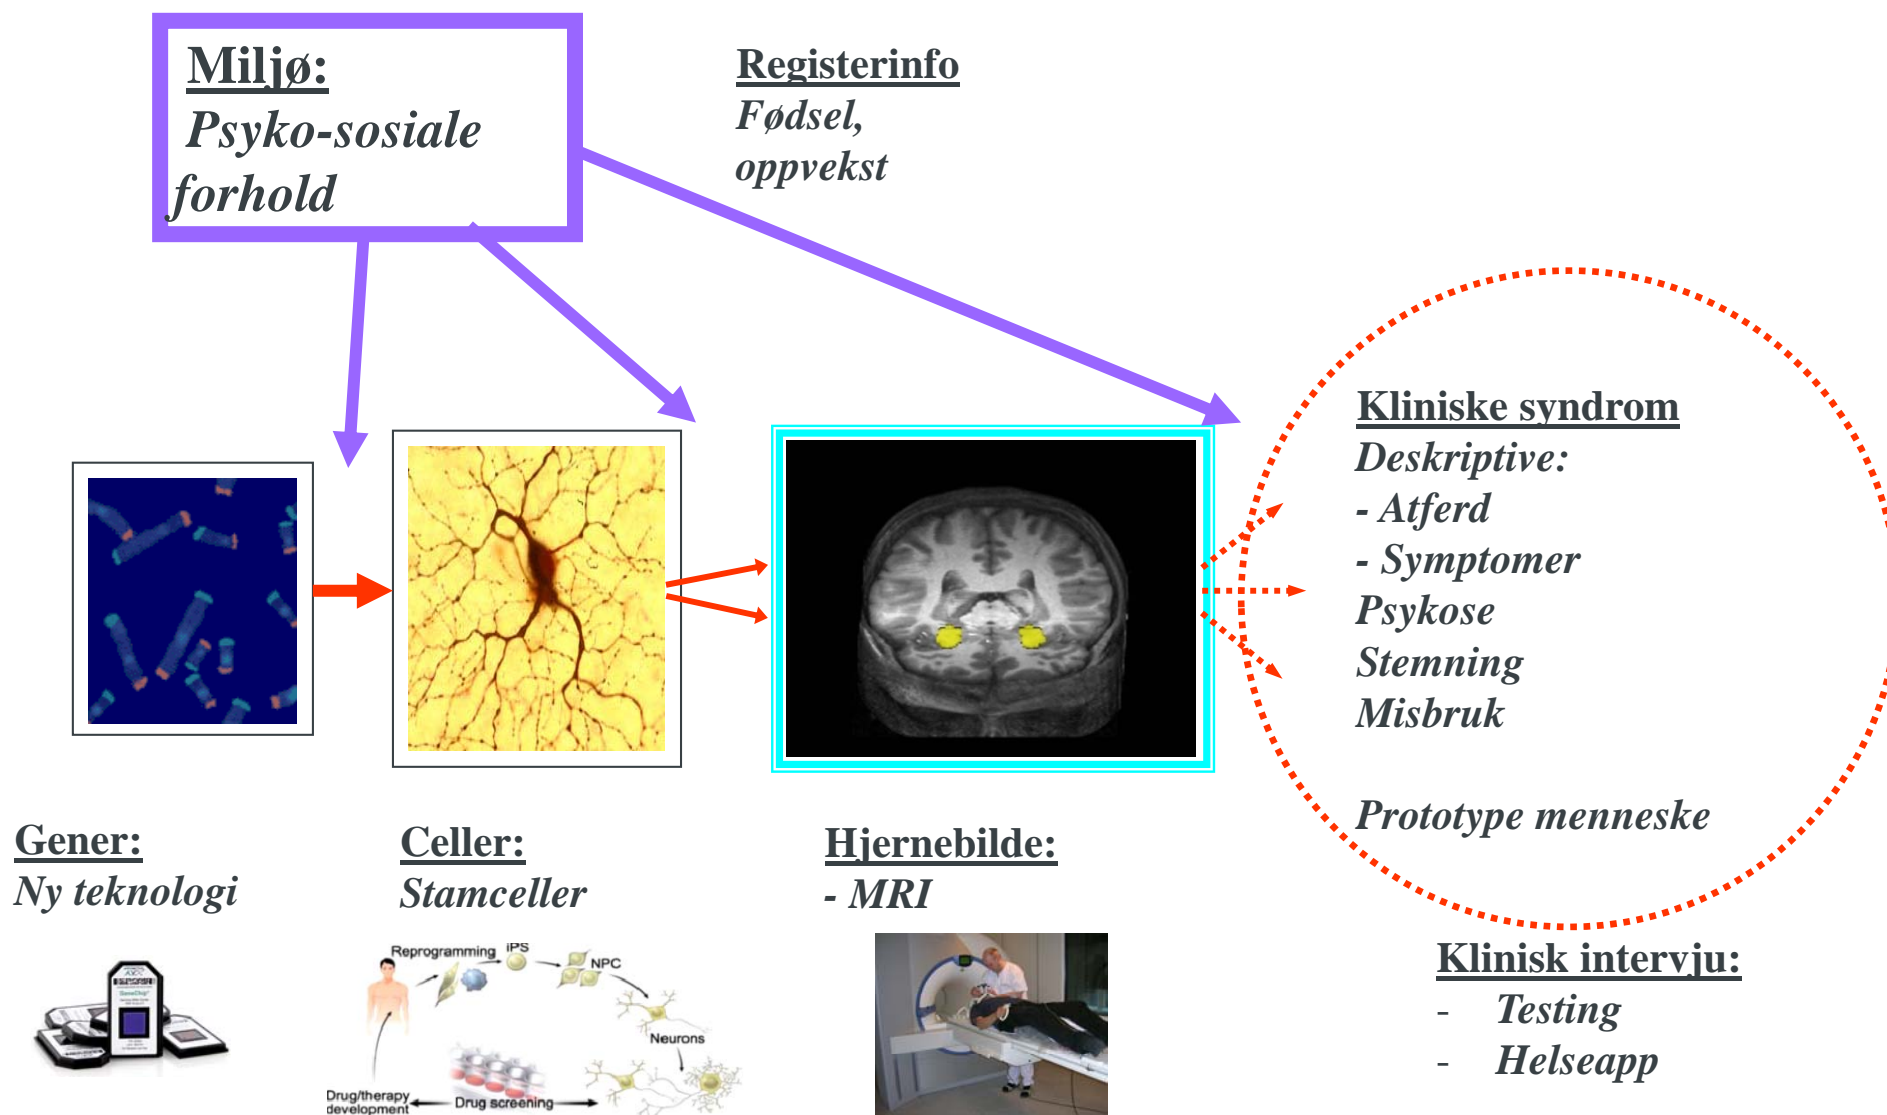 Miljø:
Psyko-sosiale
forhold
Registerinfo
Fødsel,
oppvekst
Kliniske syndrom
Deskriptive:
- Atferd
- Symptomer
Psykose
Stemning
Misbruk
Prototype menneske
Gener:
Ny teknologi
Celler:
Stamceller
Hjernebilde:
- MRI
Reprogramming
iPS
NPC
Neurons
Drug screening
Drug/therapy
development
Klinisk intervju:
- Testing
- Helseapp